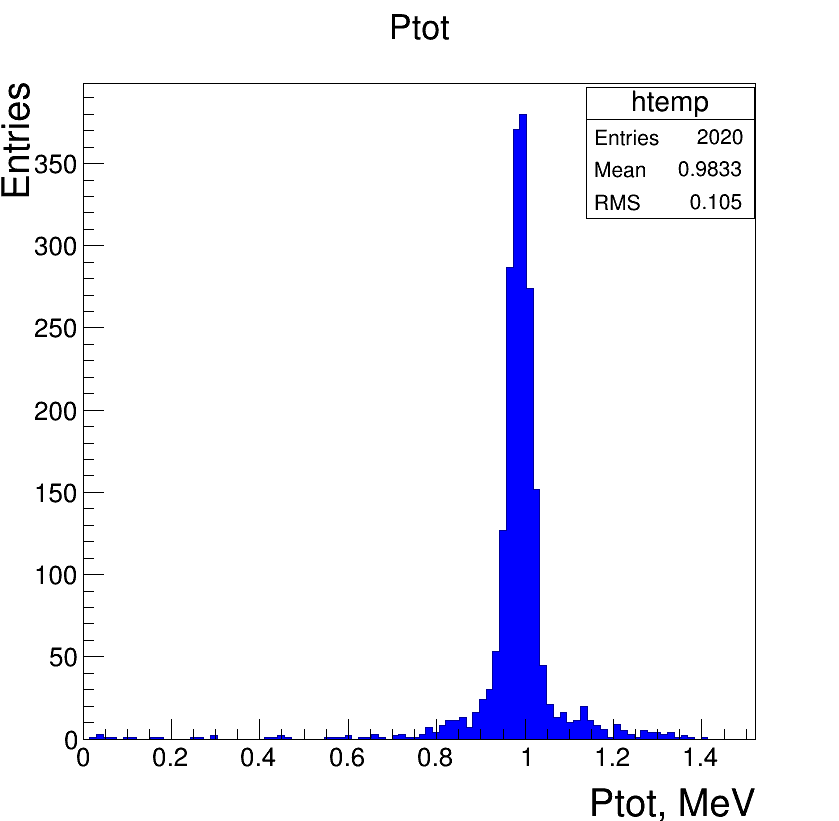 Ptot
htemp
Entries 2020
Mean 0.9833
RMS 0.105
Entries
350
300
250
200
150
100
50
0
0 0.2 0.4 0.6 0.8 1 1.2 1.4
Ptot, MeV